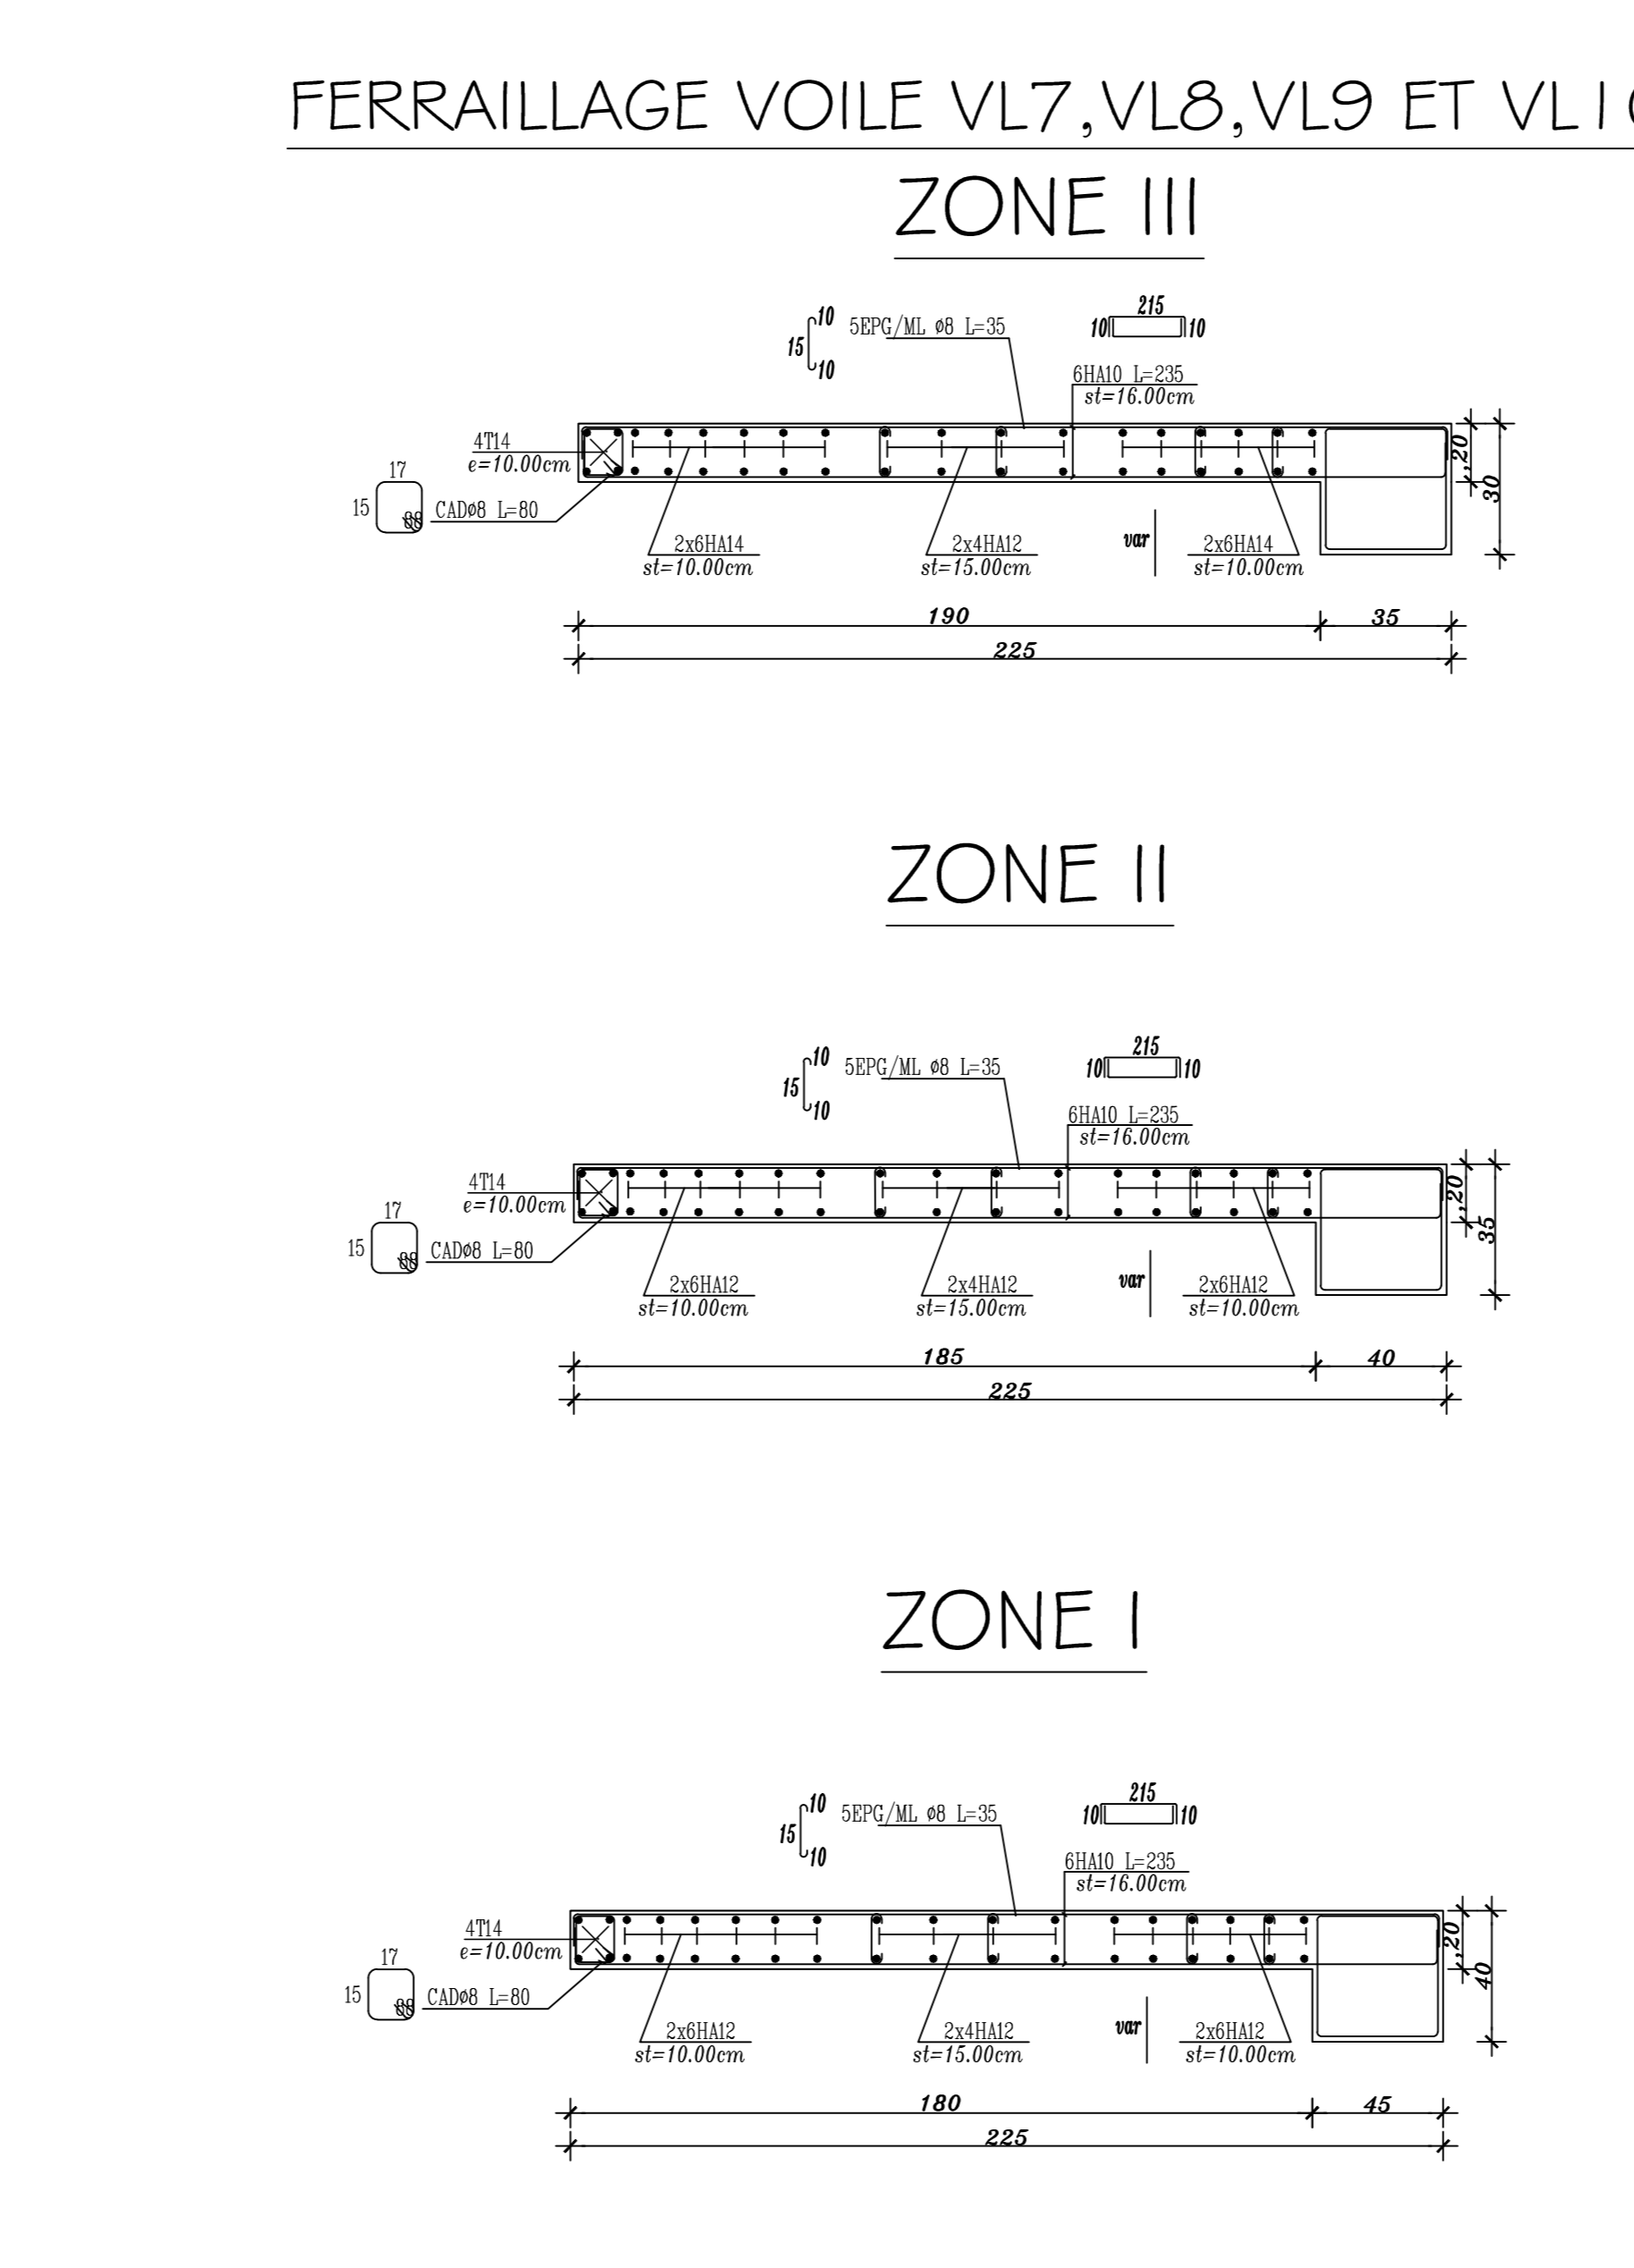 FERRAILLAGE VOILE VL7,VL8,VL9 ET
ZONE III
10
15
10
5EPG/ML ø8 L=35
215
10 10
6HA10 L=235
st=16.00cm
4T14
e=10.00cm
17
15
CADø8 L=80
2x6HA14
st=10.00cm
2x4HA12
st=15.00cm
var
2x6HA14
st=10.00cm
,20
30
190
35
225
ZONE II
10
15
10
5EPG/ML ø8 L=35
215
10 10
6HA10 L=235
st=16.00cm
4T14
e=10.00cm
17
15
CADø8 L=80
2x6HA12
st=10.00cm
2x4HA12
st=15.00cm
var
2x6HA12
st=10.00cm
,20
35
185
40
225
ZONE I
10
15
10
5EPG/ML ø8 L=35
215
10 10
6HA10 L=235
st=16.00cm
4T14
e=10.00cm
17
15
CADø8 L=80
2x6HA12
st=10.00cm
2x4HA12
st=15.00cm
var
2x6HA12
st=10.00cm
,20
40
180
45
225